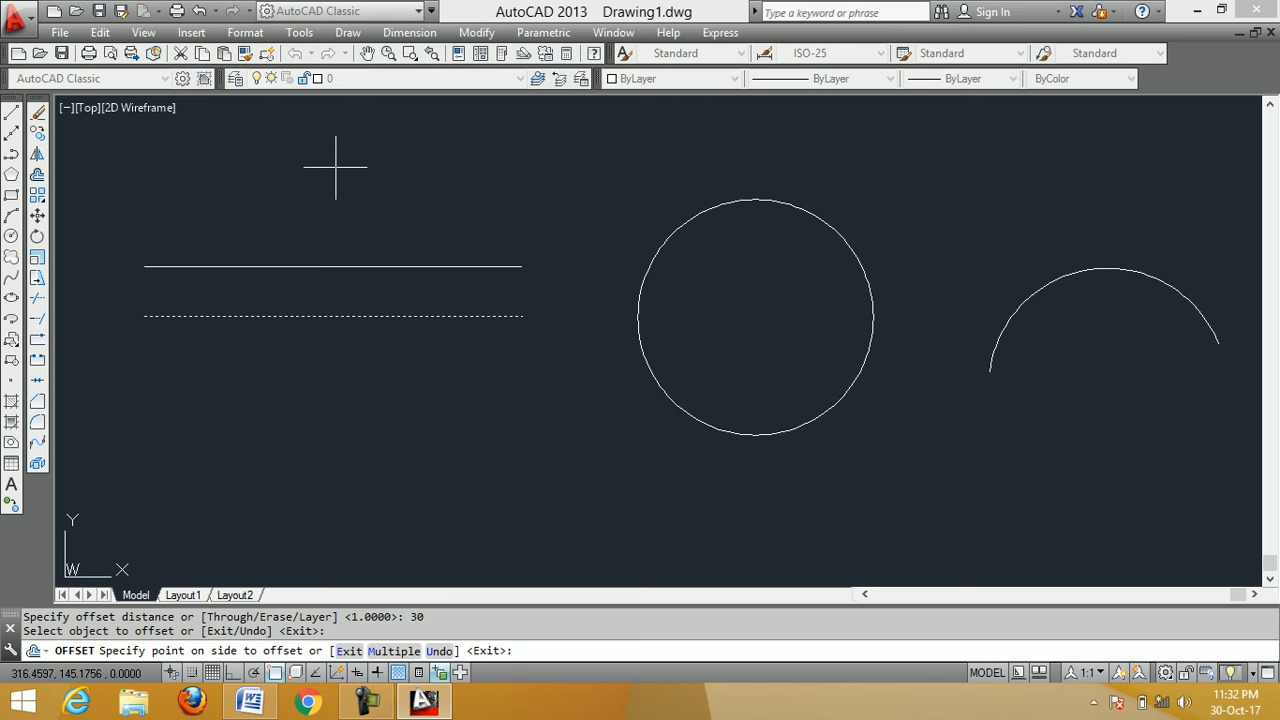 AutoCAD Classic
AutoCAD 2013 Drawing1.dwg
Type a keyword or phrase
Sign In
File Edit View Insert Format Tools Draw Dimension Modify Parametric Window Help Express
Standard ISO-25 Standard Standard
AutoCAD Classic 0 ByLayer ByLayer ByLayer ByColor
[−][Top][2D Wireframe]
A
Y
W X
Model Layout1 Layout2
Specify offset distance or [Through/Erase/Layer] <1.0000>: 30
Select object to offset or [Exit/Undo] <Exit>:
OFFSET Specify point on side to offset or [Exit Multiple Undo] <Exit>:
316.4597, 145.1756, 0.0000 MODEL 1:1
11:32 PM
30-Oct-17